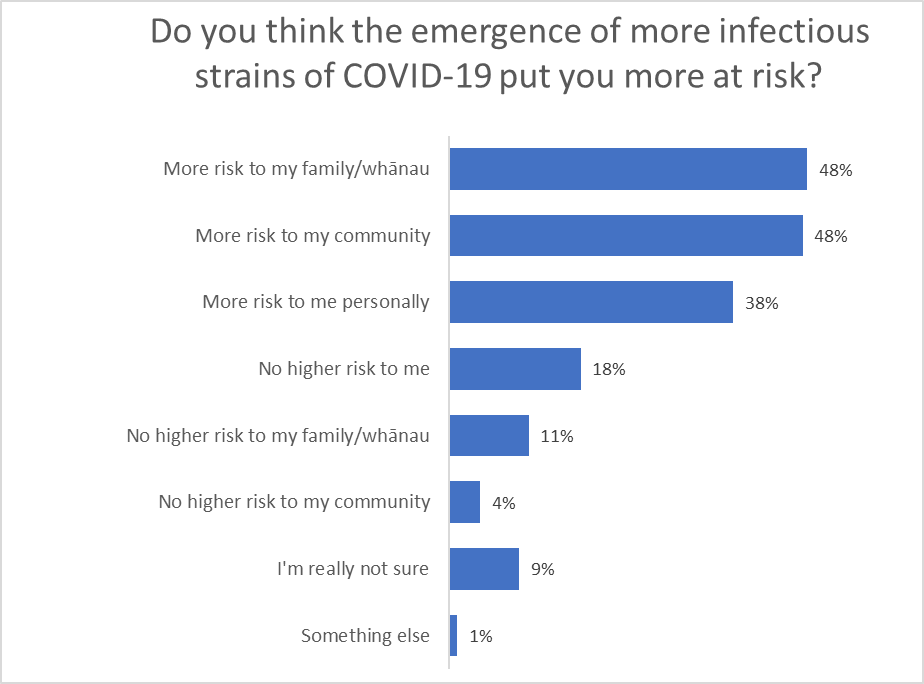 Do you think the emergence of more infectious
strains of COVID-19 put you more at risk?
More risk to my family/whānau 48%
More risk to my community 48%
More risk to me personally 38%
No higher risk to me 18%
No higher risk to my family/whānau 11%
No higher risk to my community 4%
I'm really not sure 9%
Something else 1%